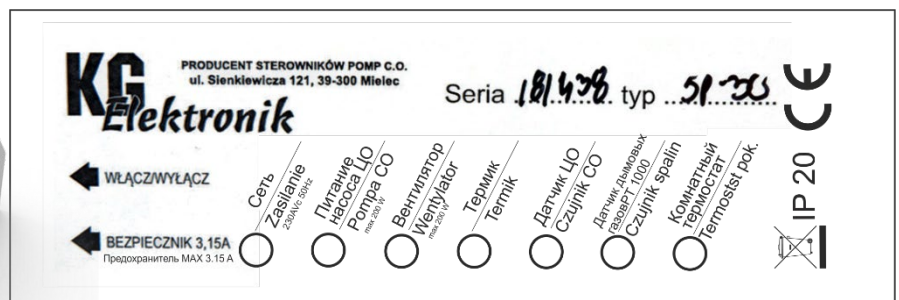 KG Elektronik
PRODUCENT STEROWNIKÓW POMP C.O.
ul. Sienkiewicza 121, 39-300 Mielec
Seria 181438 typ SP-30
CE
WŁĄCZ/WYŁĄCZ
BEZPIECZNIK 3,15A
Предохранитель MAX 3.15 A
Сеть
Zasilanie
230AVc 50Hz
Питание
насоса ЦО
Pompa CO
max 200 W
Вентилятор
Wentylator
max 200 W
Термик
Termik
Датчик ЦО
Czujnik CO
Датчик дымовых
газовPT 1000
Czujnik spalin
Комнатный
термостат
Termostst pok.
IP 20